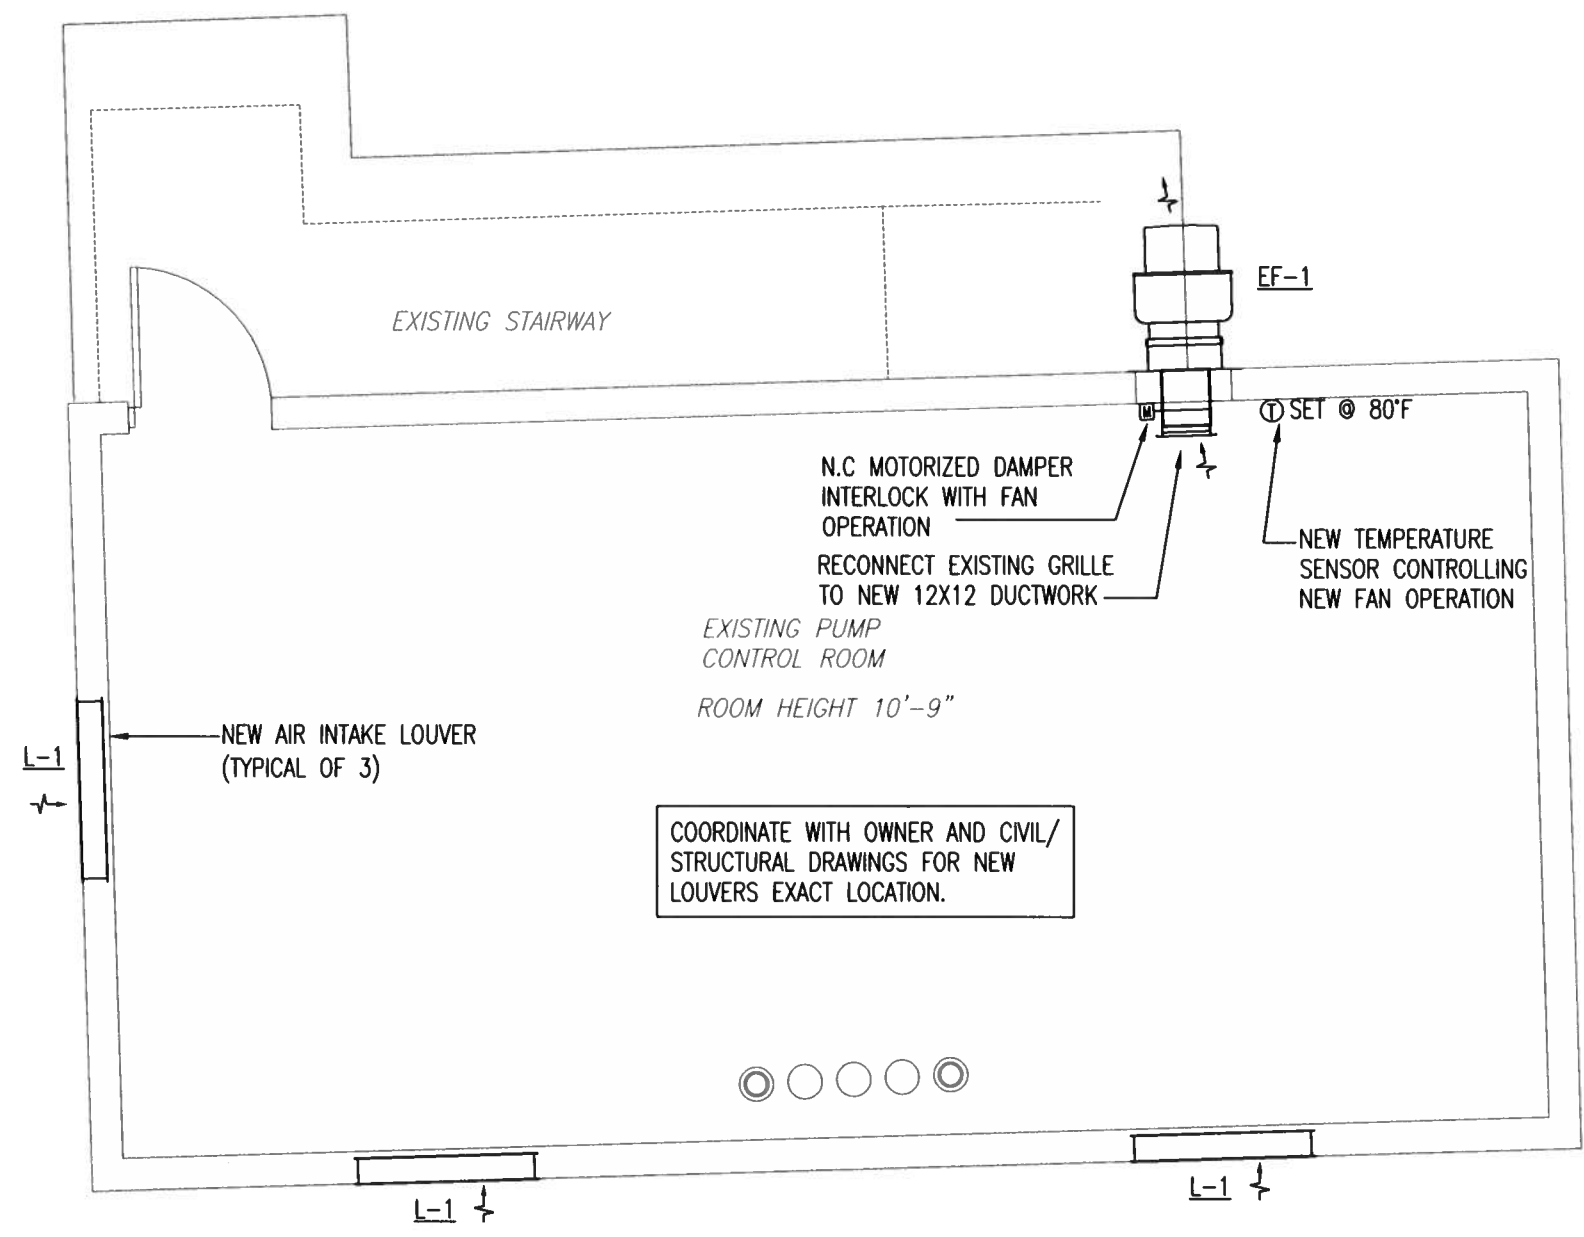 EF-1
EXISTING STAIRWAY
M
T
SET @ 80°F
N.C MOTORIZED DAMPER
INTERLOCK WITH FAN
OPERATION
RECONNECT EXISTING GRILLE
TO NEW 12X12 DUCTWORK
NEW TEMPERATURE
SENSOR CONTROLLING
NEW FAN OPERATION
EXISTING PUMP
CONTROL ROOM
ROOM HEIGHT 10'-9"
L-1
NEW AIR INTAKE LOUVER
(TYPICAL OF 3)
COORDINATE WITH OWNER AND CIVIL/
STRUCTURAL DRAWINGS FOR NEW
LOUVERS EXACT LOCATION.
L-1
L-1